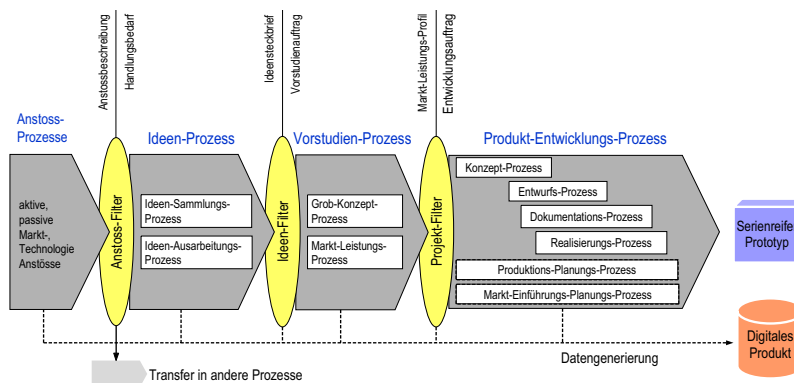 Anstossbeschreibung
Handlungsbedarf
Ideensteckbrief
Vorstudienauftrag
Markt-Leistungs-Profil
Entwicklungsauftrag
Anstoss-
Prozesse
Ideen-Prozess
Vorstudien-Prozess
Produkt-Entwicklungs-Prozess
aktive,
passive
Markt-,
Technologie
Anstösse
Anstoss-Filter
Ideen-Sammlungs-
Prozess
Ideen-Ausarbeitungs-
Prozess
Ideen-Filter
Grob-Konzept-
Prozess
Markt-Leistungs-
Prozess
Projekt-Filter
Konzept-Prozess
Entwurfs-Prozess
Dokumentations-Prozess
Realisierungs-Prozess
Produktions-Planungs-Prozess
Markt-Einführungs-Planungs-Prozess
Serienreifer
Prototyp
Digitales
Produkt
Datengenerierung
Transfer in andere Prozesse